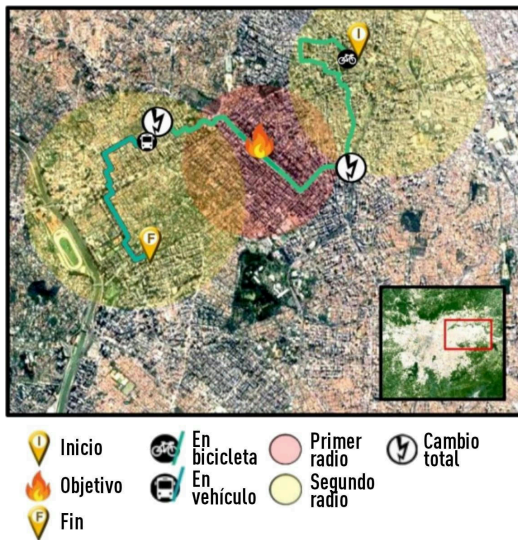 I
F
I
Inicio
En
bicicleta
Primer
radio
Cambio
total
Objetivo
En
vehículo
Segundo
radio
F
Fin